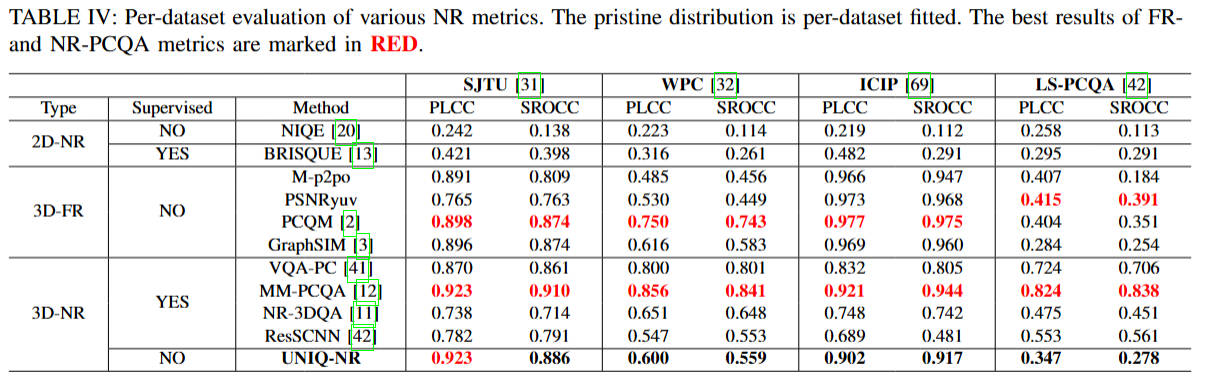 TABLE IV: Per-dataset evaluation of various NR metrics. The pristine distribution is per-dataset fitted. The best results of FR-
and NR-PCQA metrics are marked in RED.
SJTU [31] WPC [32] ICIP [69] LS-PCQA [42]
Type Supervised Method PLCC SROCC PLCC SROCC PLCC SROCC PLCC SROCC
2D-NR NO NIQE [20] 0.242 0.138 0.223 0.114 0.219 0.112 0.258 0.113
YES BRISQUE [13] 0.421 0.398 0.316 0.261 0.482 0.291 0.295 0.291
3D-FR NO M-p2po 0.891 0.809 0.485 0.456 0.966 0.947 0.407 0.184
PSNRyuv 0.765 0.763 0.530 0.449 0.973 0.968 0.415 0.391
PCQM [2] 0.898 0.874 0.750 0.743 0.977 0.975 0.404 0.351
GraphSIM [3] 0.896 0.874 0.616 0.583 0.969 0.960 0.284 0.254
3D-NR YES VQA-PC [41] 0.870 0.861 0.800 0.801 0.832 0.805 0.724 0.706
MM-PCQA [12] 0.923 0.910 0.856 0.841 0.921 0.944 0.824 0.838
NR-3DQA [11] 0.738 0.714 0.651 0.648 0.748 0.742 0.475 0.451
ResSCNN [42] 0.782 0.791 0.547 0.553 0.689 0.481 0.553 0.561
NO UNIQ-NR 0.923 0.886 0.600 0.559 0.902 0.917 0.347 0.278